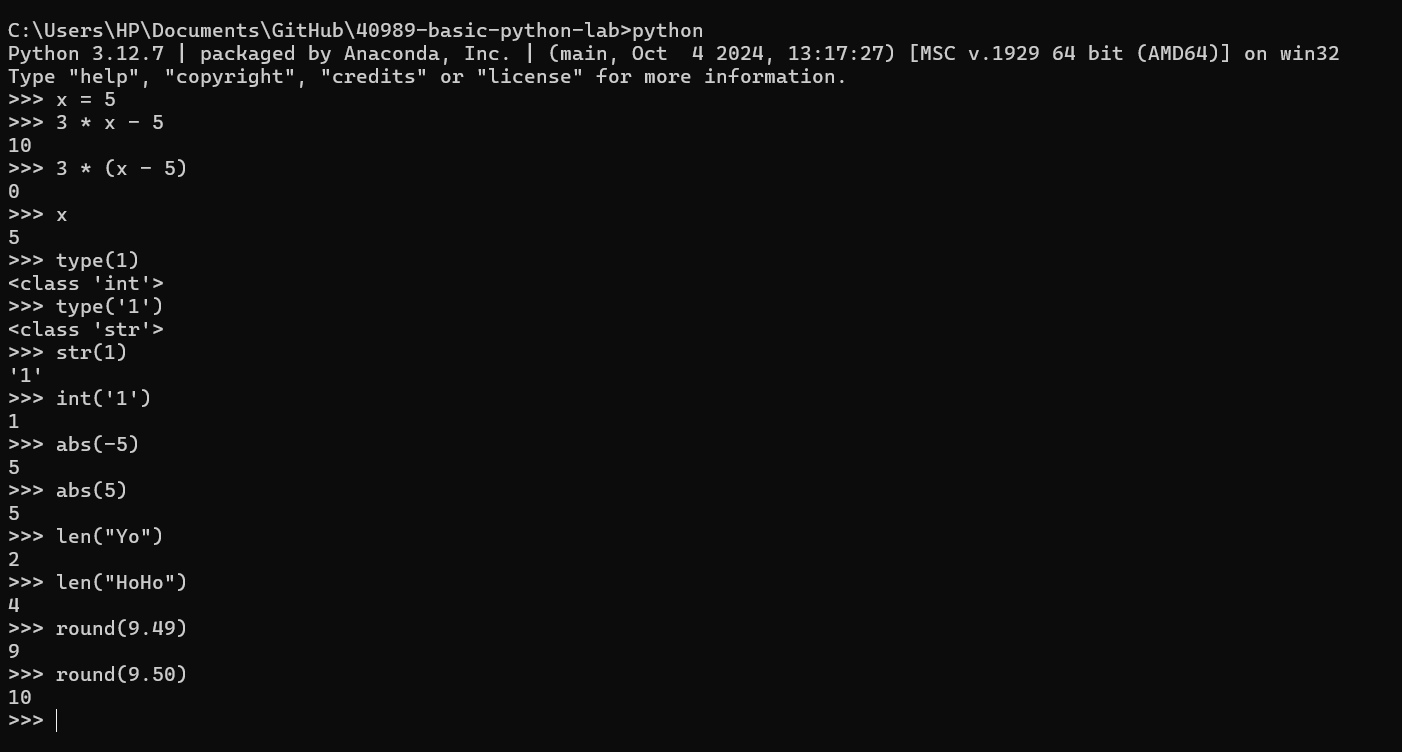 C:\Users\HP\Documents\GitHub\40989-basic-python-lab>python
Python 3.12.7 | packaged by Anaconda, Inc. | (main, Oct  4 2024, 13:17:27) [MSC v.1929 64 bit (AMD64)] on win32
Type "help", "copyright", "credits" or "license" for more information.
>>> x = 5
>>> 3 * x - 5
10
>>> 3 * (x - 5)
0
>>> x
5
>>> type(1)
<class 'int'>
>>> type('1')
<class 'str'>
>>> str(1)
'1'
>>> int('1')
1
>>> abs(-5)
5
>>> abs(5)
5
>>> len("Yo")
2
>>> len("HoHo")
4
>>> round(9.49)
9
>>> round(9.50)
10
>>>